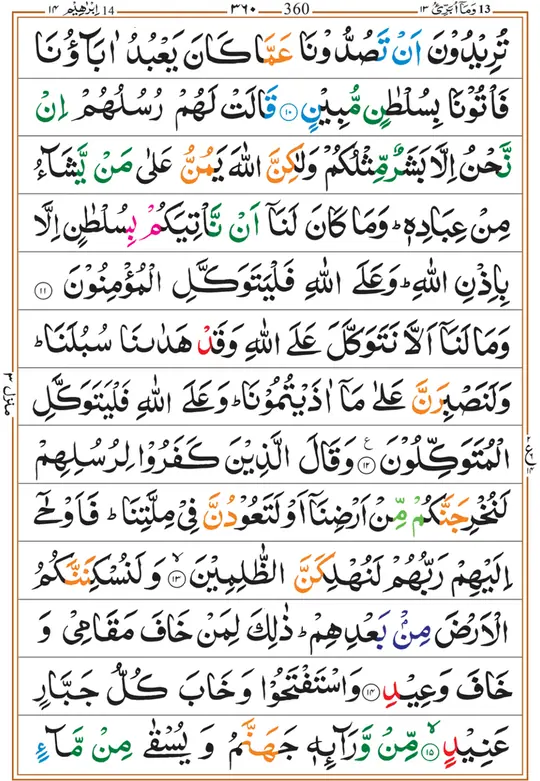 ١٤ اِبْرٰهِيْم 14 ٣٦٠ 360 وَمَآ اُبَرِّئُ ١٣ 13
تُرِيْدُوْنَ اَنْ تَصُدُّوْنَا عَمَّا كَانَ يَعْبُدُ اٰبَآؤُنَا
فَاْتُوْنَا بِسُلْطٰنٍ مُّبِيْنٍ ۝١٠ قَالَتْ لَهُمْ رُسُلُهُمْ اِنْ
نَّحْنُ اِلَّا بَشَرٌ مِّثْلُكُمْ وَلٰكِنَّ اللّٰهَ يَمُنُّ عَلٰى مَنْ يَّشَآءُ
مِنْ عِبَادِهٖ ؕ وَمَا كَانَ لَنَاۤ اَنْ نَّاْتِيَكُمْ بِسُلْطٰنٍ اِلَّا
بِاِذْنِ اللّٰهِ ؕ وَعَلَى اللّٰهِ فَلْيَتَوَكَّلِ الْمُؤْمِنُوْنَ ۝١١
وَمَا لَنَاۤ اَلَّا نَتَوَكَّلَ عَلَى اللّٰهِ وَقَدْ هَدٰىنَا سُبُلَنَا ؕ
وَلَنَصْبِرَنَّ عَلٰى مَاۤ اٰذَيْتُمُوْنَا ؕ وَعَلَى اللّٰهِ فَلْيَتَوَكَّلِ
الْمُتَوَكِّلُوْنَ ۝١٢ ع وَقَالَ الَّذِيْنَ كَفَرُوْا لِرُسُلِهِمْ
لَنُخْرِجَنَّكُمْ مِّنْ اَرْضِنَاۤ اَوْ لَتَعُوْدُنَّ فِيْ مِلَّتِنَا ؕ فَاَوْحٰۤى
اِلَيْهِمْ رَبُّهُمْ لَنُهْلِكَنَّ الظّٰلِمِيْنَ ۝١٣ ۙ وَلَنُسْكِنَنَّكُمُ
الْاَرْضَ مِنْۢ بَعْدِهِمْ ؕ ذٰلِكَ لِمَنْ خَافَ مَقَامِيْ وَ
خَافَ وَعِيْدِ ۝١٤ وَاسْتَفْتَحُوْا وَخَابَ كُلُّ جَبَّارٍ
عَنِيْدٍ ۝١٥ ۙ مِّنْ وَّرَآئِهٖ جَهَنَّمُ وَيُسْقٰى مِنْ مَّآءٍ
منزل ٣